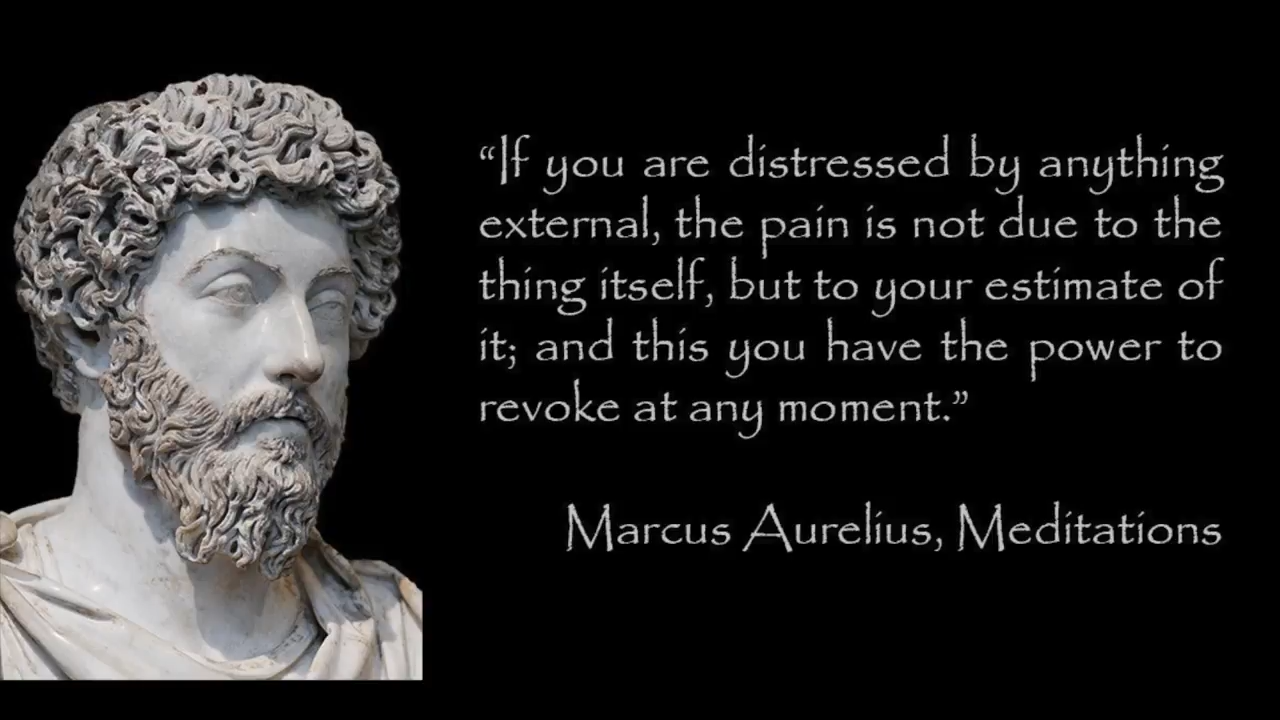 “If you are distressed by anything
external, the pain is not due to the
thing itself, but to your estimate of
it; and this you have the power to
revoke at any moment.”
Marcus Aurelius, Meditations